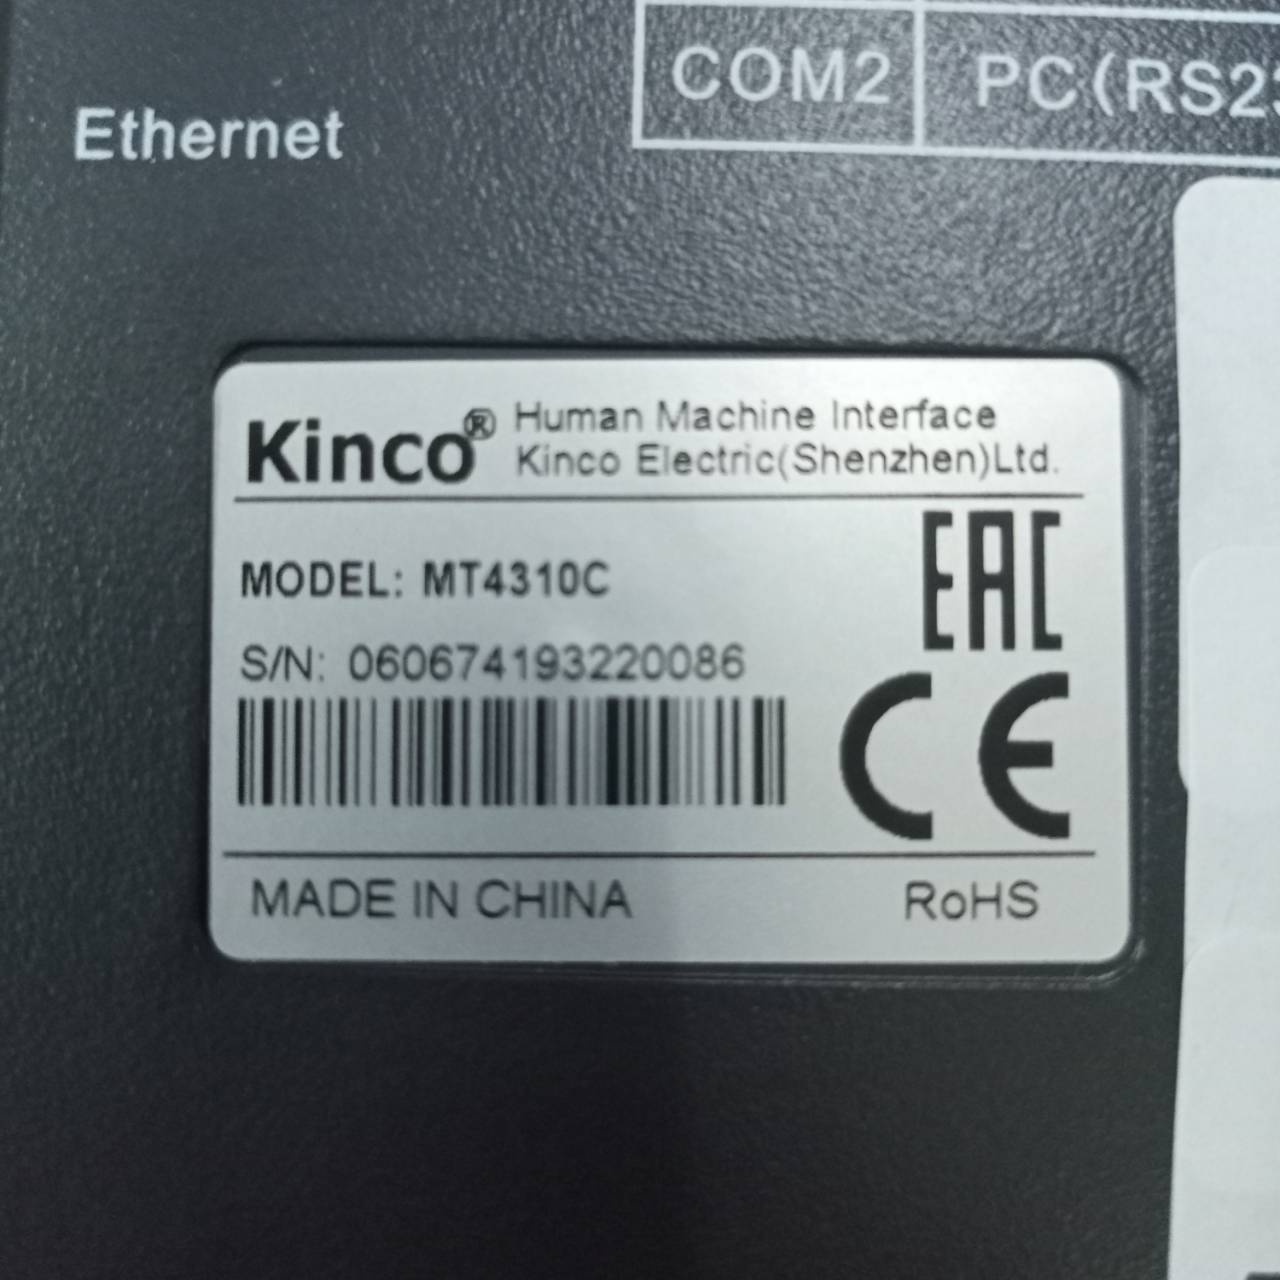 COM2 PC(RS23
Ethernet
Kinco® Human Machine Interface
Kinco Electric(Shenzhen)Ltd.
MODEL: MT4310C
S/N: 060674193220086
EAC
CE
MADE IN CHINA RoHS